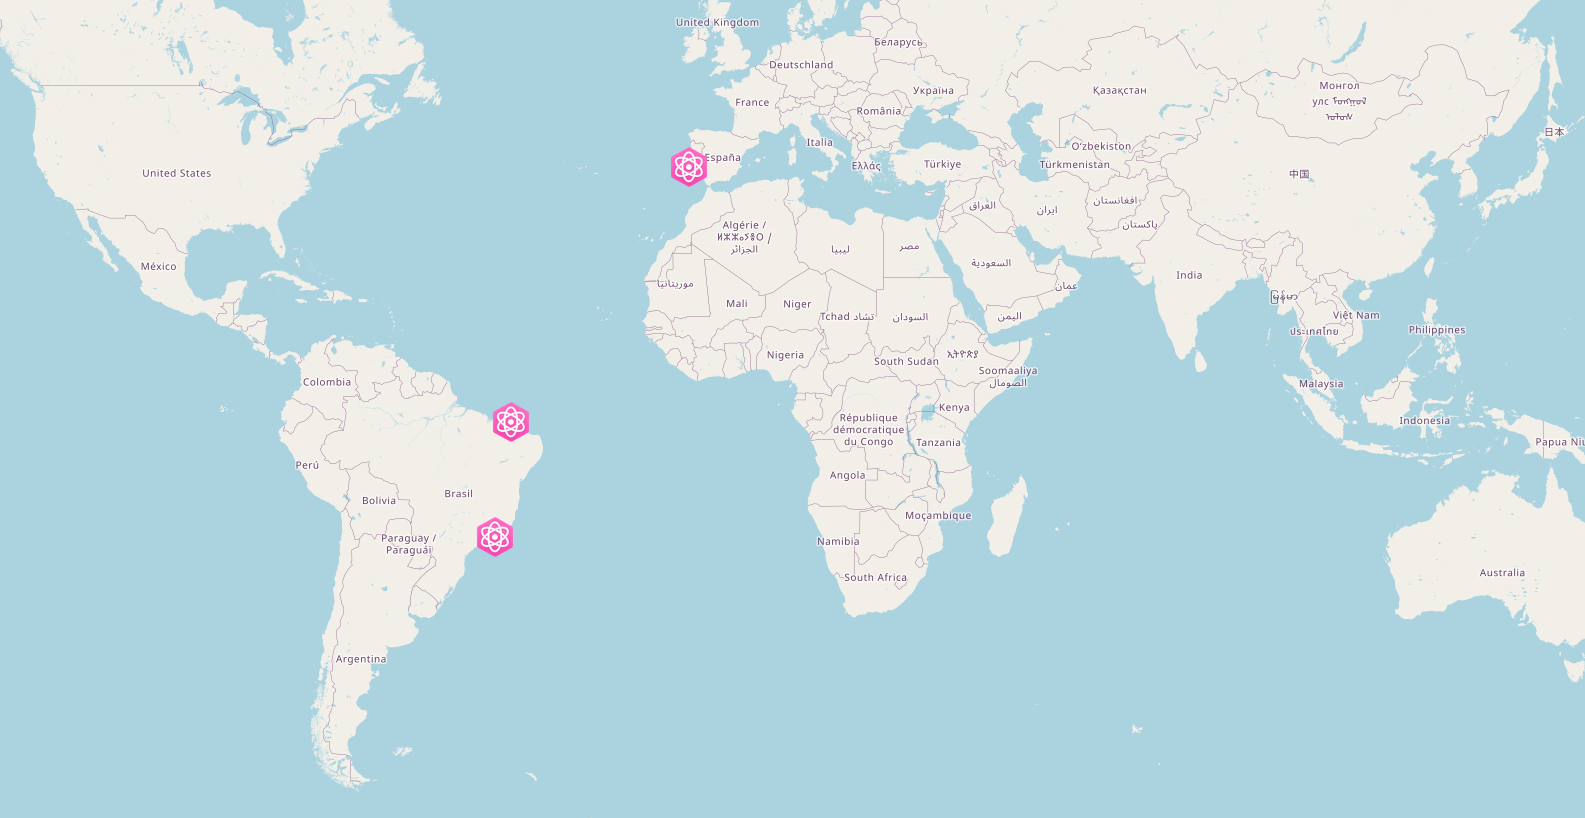 United Kingdom
Беларусь
Deutschland
Қазақстан
Україна
Монгол
улс
France
România
日本
Italia
Oʻzbekiston
España
Ελλάς
Türkiye
Türkmenistan
United States
中国
افغانستان
العراق
ایران
Algérie /
ⵍⵣⵣⴰⵢⴻⵔ /
الجزائر
پاکستان
ليبيا
مصر
México
السعودية
India
موريتانيا
عمان
Mali
Niger
Tchad تشاد
السودان
اليمن
Việt Nam
ประเทศไทย
Philippines
Nigeria
South Sudan
ኢትዮጵያ
Soomaaliya
الصومال
Colombia
Malaysia
Kenya
République
démocratique
du Congo
Indonesia
Tanzania
Papua Niu
Perú
Angola
Brasil
Bolivia
Moçambique
Paraguay /
Paraguái
Namibia
Australia
South Africa
Argentina